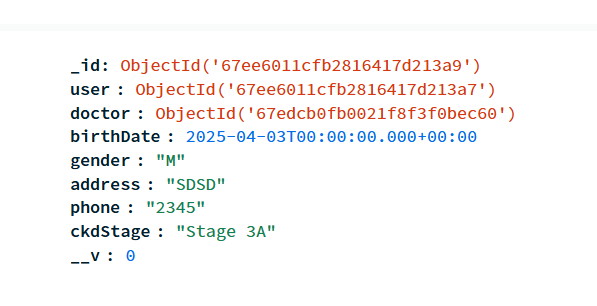 _id: ObjectId('67ee6011cfb2816417d213a9')
user : ObjectId('67ee6011cfb2816417d213a7')
doctor : ObjectId('67edcb0fb0021f8f3f0bec60')
birthDate : 2025-04-03T00:00:00.000+00:00
gender : "M"
address : "SDSD"
phone : "2345"
ckdStage : "Stage 3A"
__v : 0